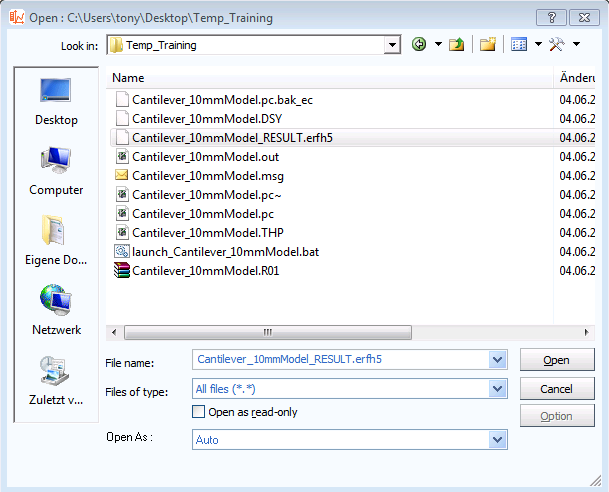 Open : C:\Users\tony\Desktop\Temp_Training
Look in: Temp_Training
Name Änderu
Cantilever_10mmModel.pc.bak_ec 04.06.2
Cantilever_10mmModel.DSY 04.06.2
Cantilever_10mmModel_RESULT.erfh5 04.06.2
Cantilever_10mmModel.out 04.06.2
Cantilever_10mmModel.msg 04.06.2
Cantilever_10mmModel.pc~ 04.06.2
Cantilever_10mmModel.pc 04.06.2
Cantilever_10mmModel.THP 04.06.2
launch_Cantilever_10mmModel.bat 04.06.2
Cantilever_10mmModel.R01 04.06.2
Desktop
Computer
Eigene Do...
Netzwerk
Zuletzt v...
File name: Cantilever_10mmModel_RESULT.erfh5 Open
Files of type: All files (*.*) Cancel
Open as read-only Option
Open As : Auto